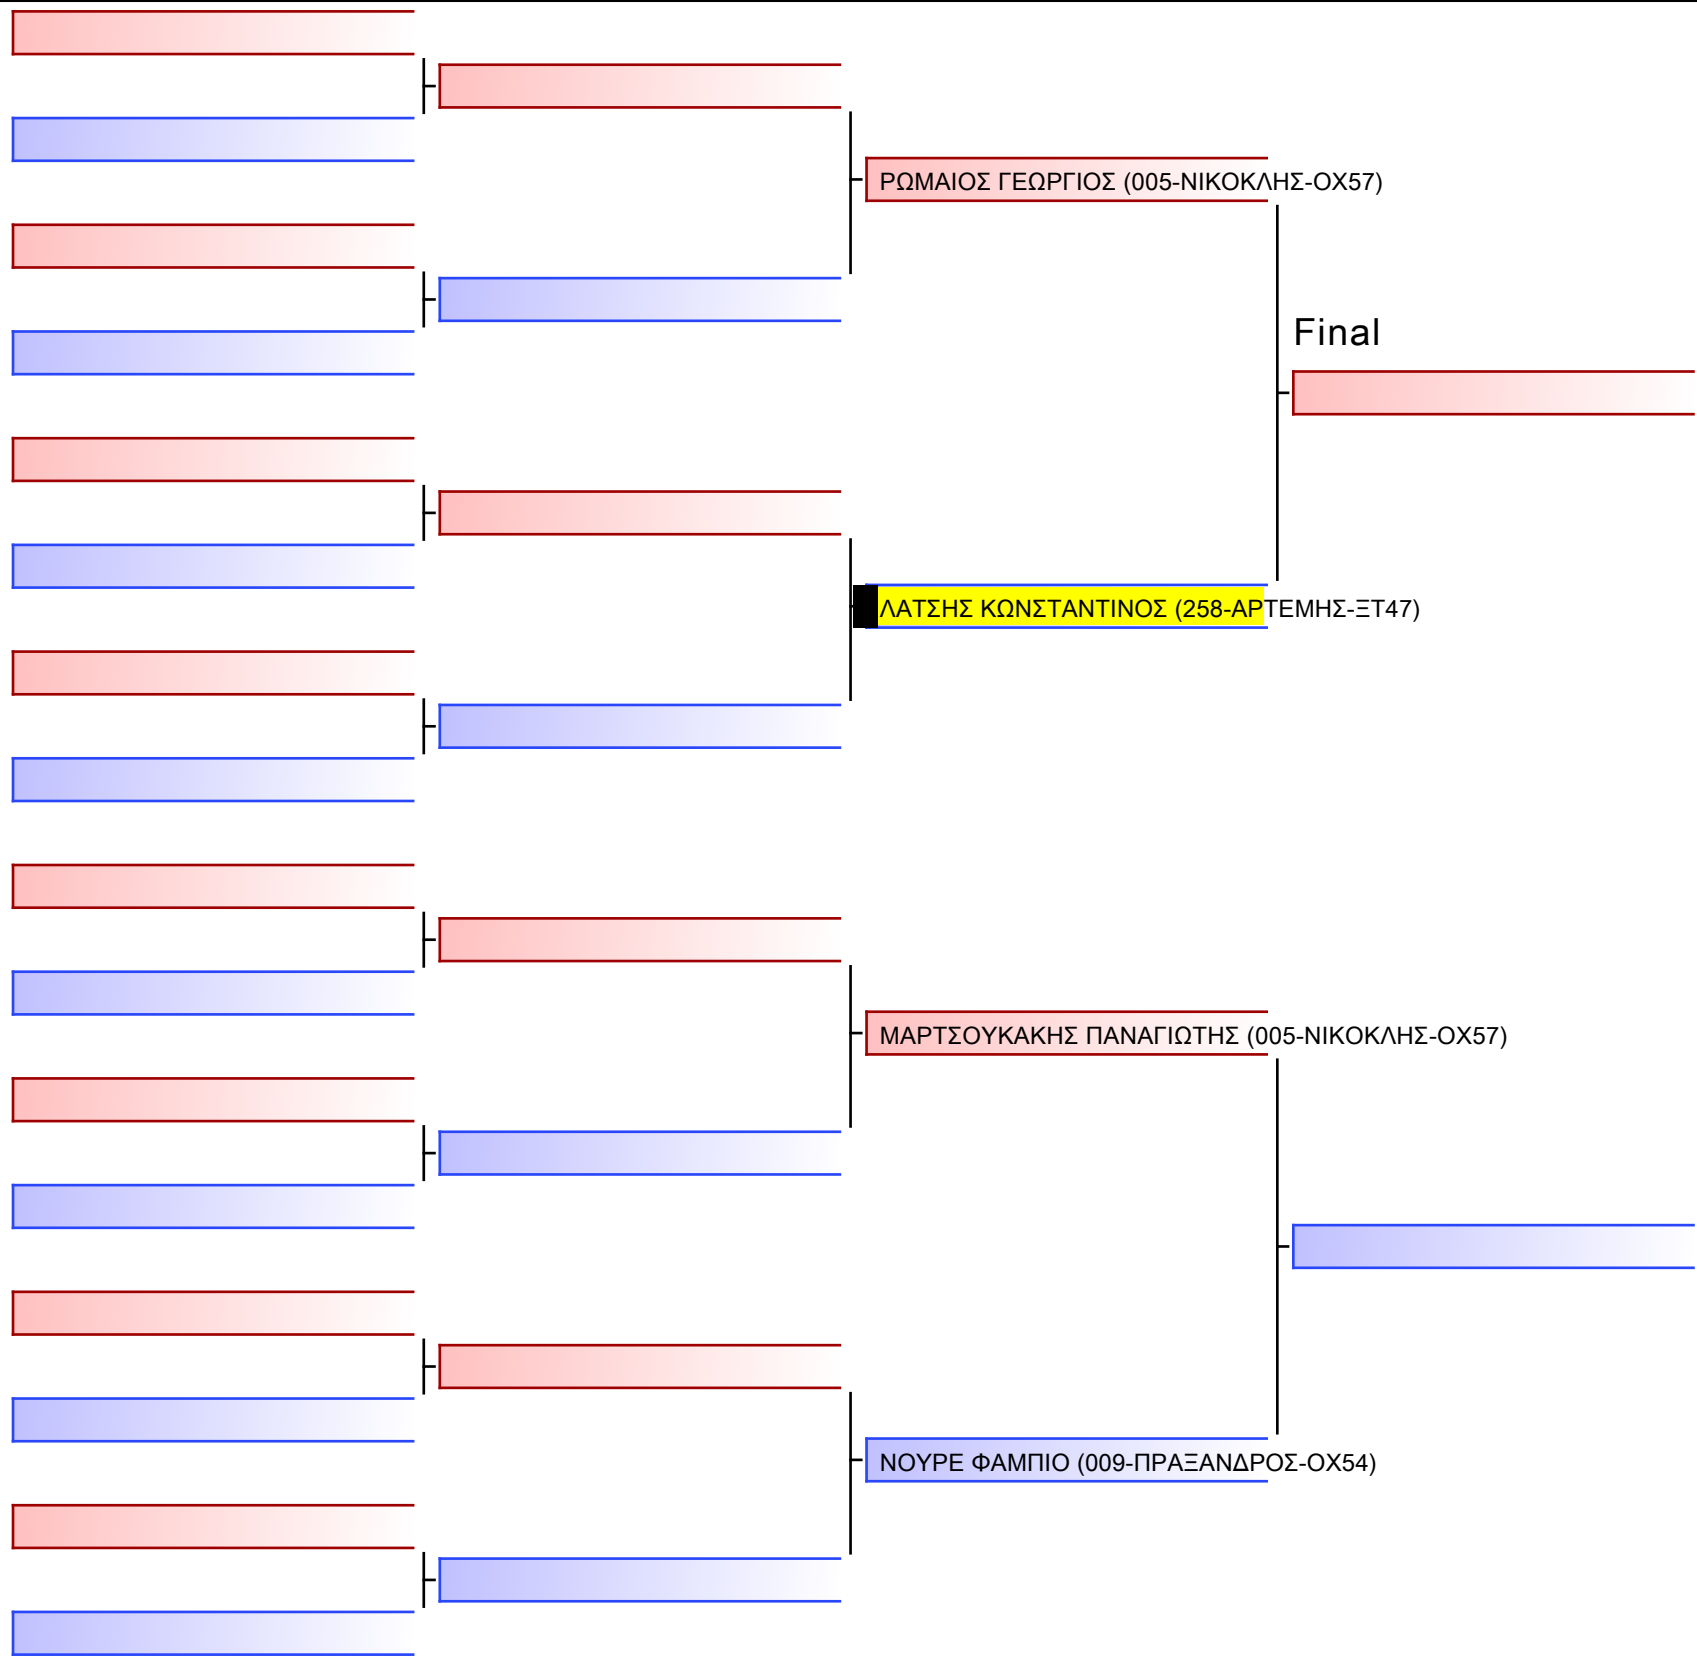 ΡΩΜΑΙΟΣ ΓΕΩΡΓΙΟΣ (005-ΝΙΚΟΚΛΗΣ-ΟΧ57)
Final
ΛΑΤΣΗΣ ΚΩΝΣΤΑΝΤΙΝΟΣ (258-ΑΡΤΕΜΗΣ-ΞΤ47)
ΜΑΡΤΣΟΥΚΑΚΗΣ ΠΑΝΑΓΙΩΤΗΣ (005-ΝΙΚΟΚΛΗΣ-ΟΧ57)
ΝΟΥΡΕ ΦΑΜΠΙΟ (009-ΠΡΑΞΑΝΔΡΟΣ-ΟΧ54)